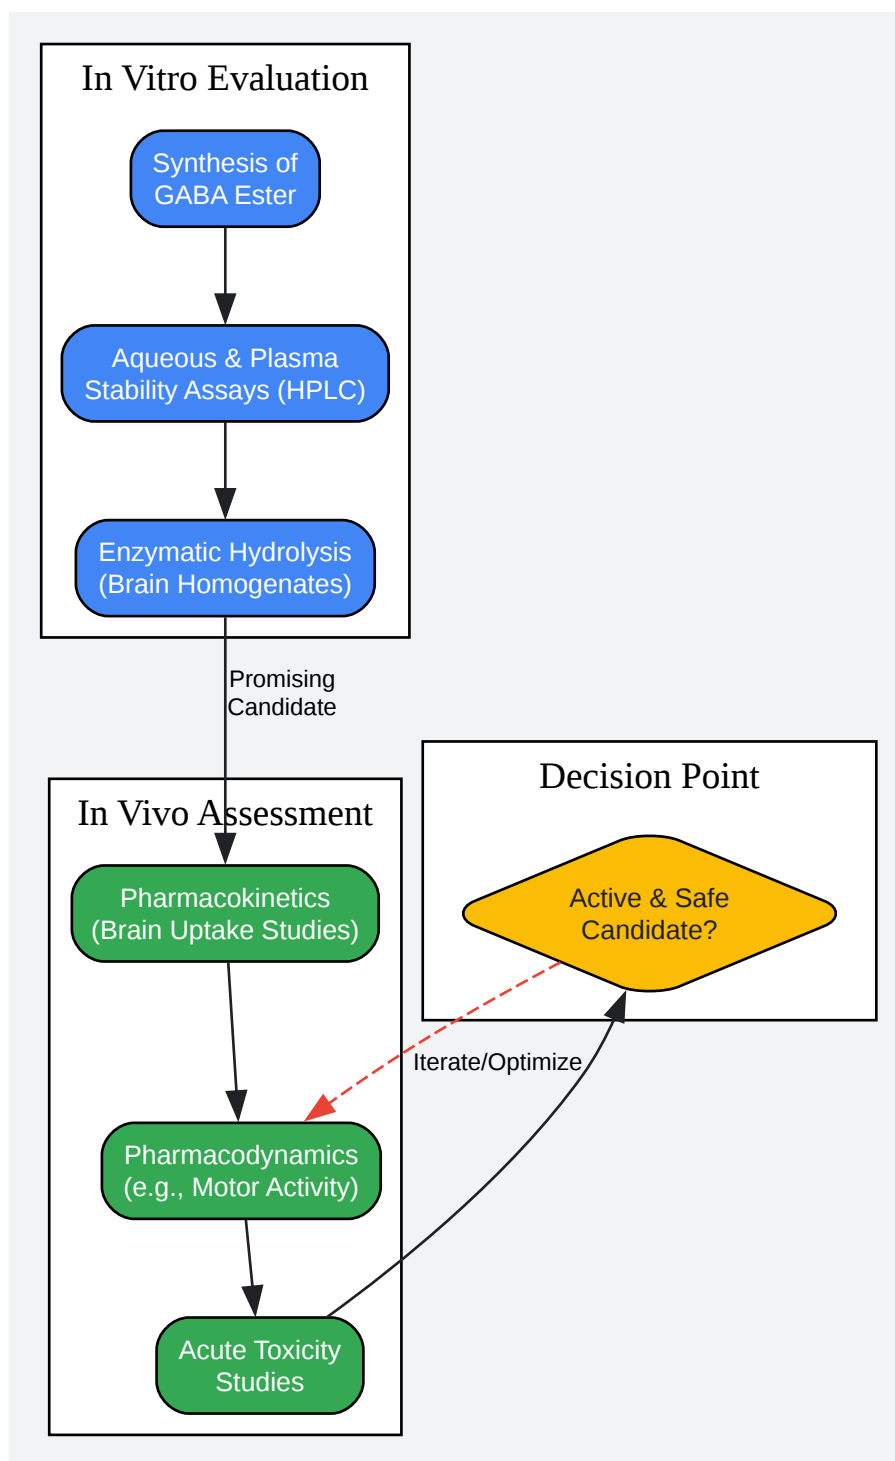 In Vitro Evaluation
Synthesis of
GABA Ester
Aqueous & Plasma
Stability Assays (HPLC)
Enzymatic Hydrolysis
(Brain Homogenates)
Promising
Candidate
In Vivo Assessment
Pharmacokinetics
(Brain Uptake Studies)
Pharmacodynamics
(e.g., Motor Activity)
Acute Toxicity
Studies
Decision Point
Active & Safe
Candidate?
Iterate/Optimize